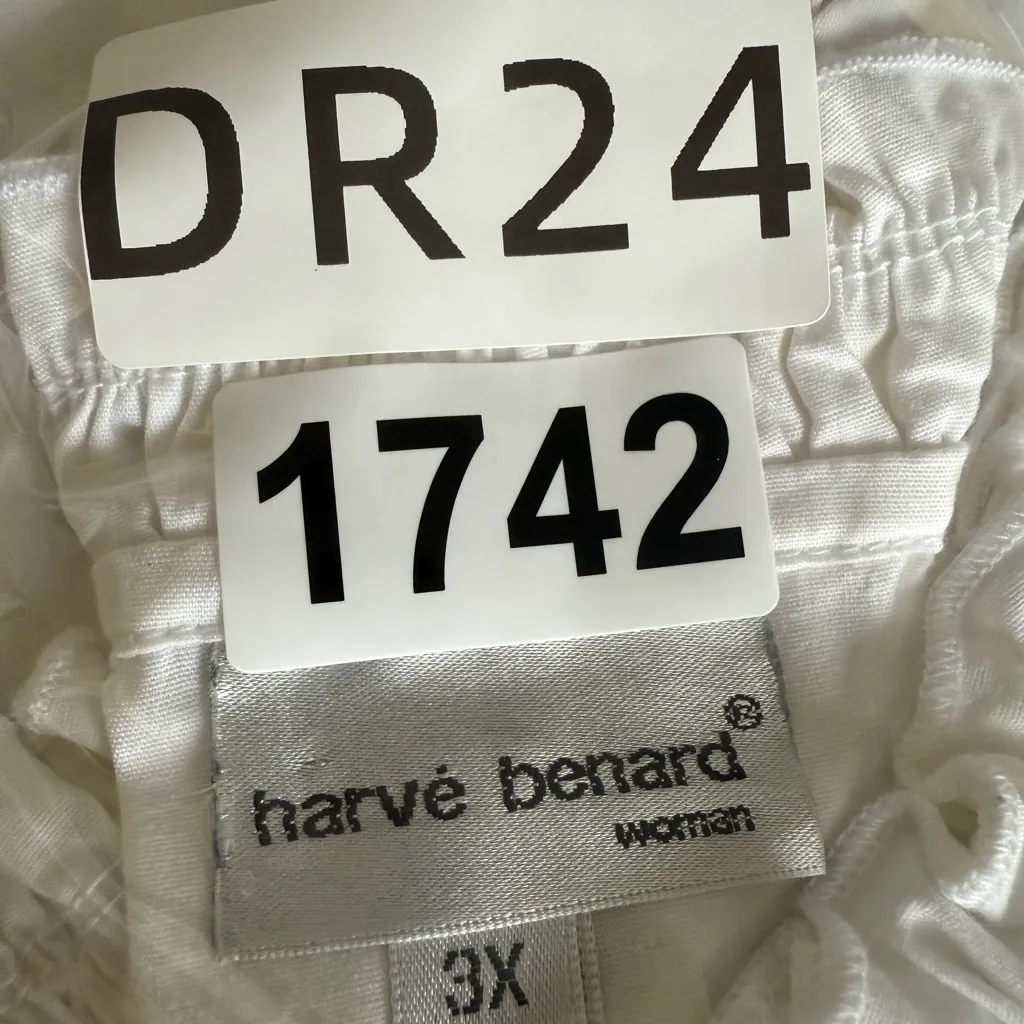 DR24
1742
harvé benard®
woman
3X